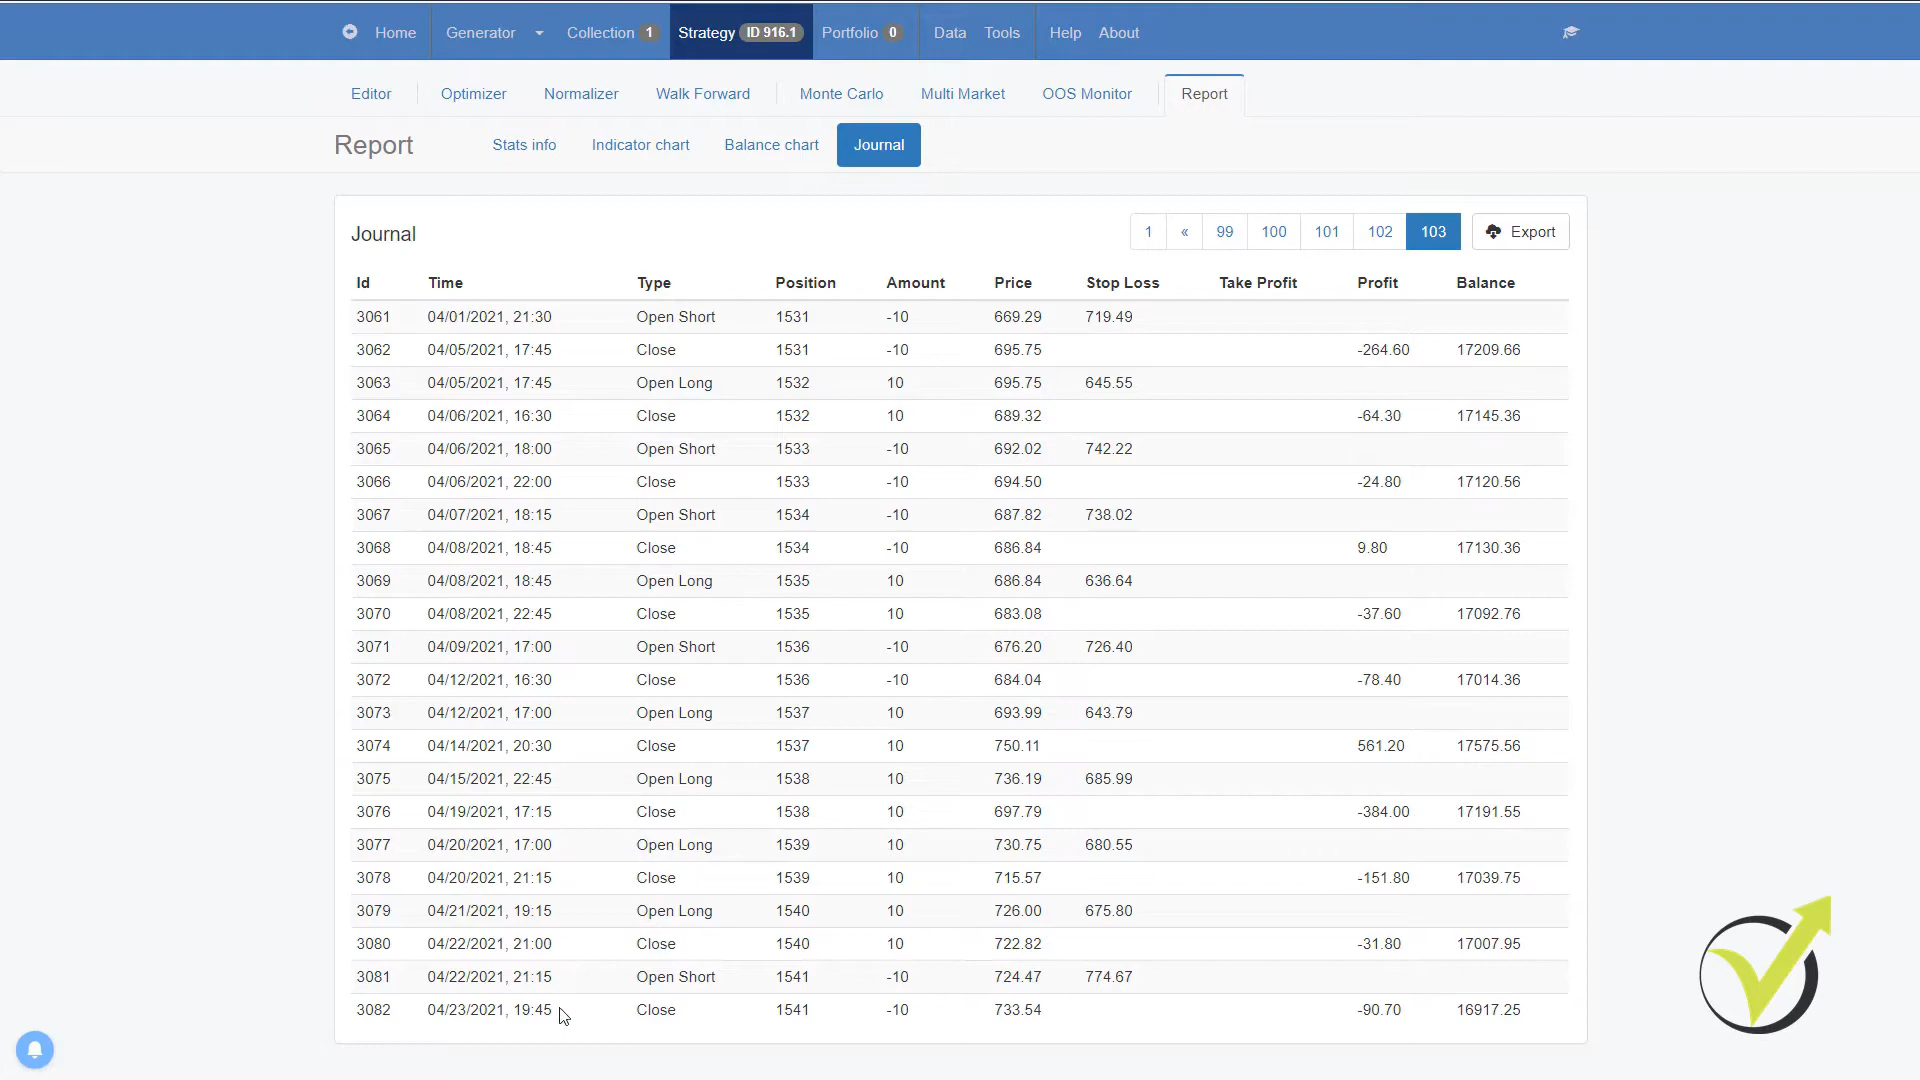 Home Generator Collection 1 Strategy ID 916.1 Portfolio 0 Data Tools Help About
Editor Optimizer Normalizer Walk Forward Monte Carlo Multi Market OOS Monitor Report
Report Stats info Indicator chart Balance chart Journal
Journal 1 « 99 100 101 102 103 Export
Id Time Type Position Amount Price Stop Loss Take Profit Profit Balance
3061 04/01/2021, 21:30 Open Short 1531 -10 669.29 719.49
3062 04/05/2021, 17:45 Close 1531 -10 695.75 -264.60 17209.66
3063 04/05/2021, 17:45 Open Long 1532 10 695.75 645.55
3064 04/06/2021, 16:30 Close 1532 10 689.32 -64.30 17145.36
3065 04/06/2021, 18:00 Open Short 1533 -10 692.02 742.22
3066 04/06/2021, 22:00 Close 1533 -10 694.50 -24.80 17120.56
3067 04/07/2021, 18:15 Open Short 1534 -10 687.82 738.02
3068 04/08/2021, 18:45 Close 1534 -10 686.84 9.80 17130.36
3069 04/08/2021, 18:45 Open Long 1535 10 686.84 636.64
3070 04/08/2021, 22:45 Close 1535 10 683.08 -37.60 17092.76
3071 04/09/2021, 17:00 Open Short 1536 -10 676.20 726.40
3072 04/12/2021, 16:30 Close 1536 -10 684.04 -78.40 17014.36
3073 04/12/2021, 17:00 Open Long 1537 10 693.99 643.79
3074 04/14/2021, 20:30 Close 1537 10 750.11 561.20 17575.56
3075 04/15/2021, 22:45 Open Long 1538 10 736.19 685.99
3076 04/19/2021, 17:15 Close 1538 10 697.79 -384.00 17191.55
3077 04/20/2021, 17:00 Open Long 1539 10 730.75 680.55
3078 04/20/2021, 21:15 Close 1539 10 715.57 -151.80 17039.75
3079 04/21/2021, 19:15 Open Long 1540 10 726.00 675.80
3080 04/22/2021, 21:00 Close 1540 10 722.82 -31.80 17007.95
3081 04/22/2021, 21:15 Open Short 1541 -10 724.47 774.67
3082 04/23/2021, 19:45 Close 1541 -10 733.54 -90.70 16917.25